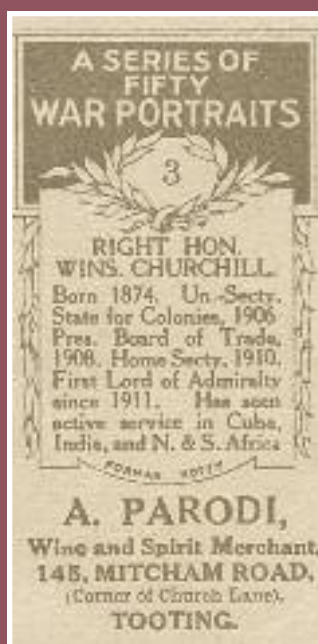 A SERIES OF
FIFTY
WAR PORTRAITS
3
RIGHT HON.
WINS. CHURCHILL.
Born 1874. Un-Secty.
State for Colonies, 1906
Pres. Board of Trade,
1908. Home Secty. 1910.
First Lord of Admiralty
since 1911. Has seen
active service in Cuba,
India, and N. & S. Africa
A. PARODI,
Wine and Spirit Merchant,
145, MITCHAM ROAD,
(Corner of Church Lane),
TOOTING.